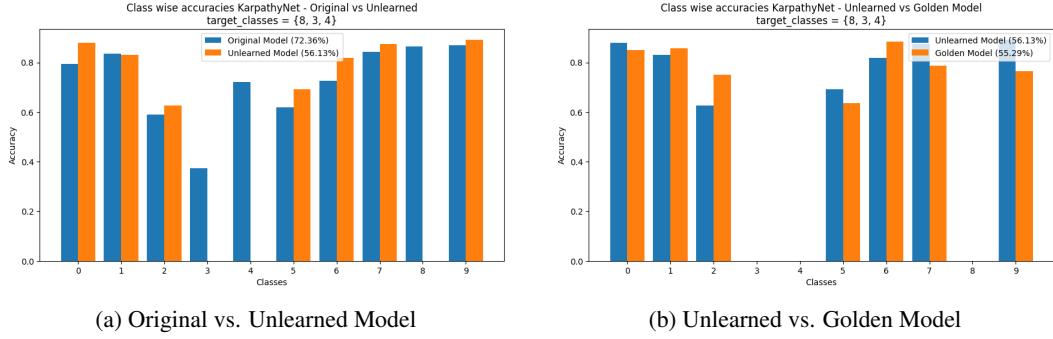 Class wise accuracies KarpathyNet - Original vs Unlearned
target_classes = {8, 3, 4}
Original Model (72.36%)
Unlearned Model (56.13%)
Accuracy
0.8
0.6
0.4
0.2
0.0
0 1 2 3 4 5 6 7 8 9
Classes
(a) Original vs. Unlearned Model
Class wise accuracies KarpathyNet - Unlearned vs Golden Model
target_classes = {8, 3, 4}
Unlearned Model (56.13%)
Golden Model (55.29%)
Accuracy
0.8
0.6
0.4
0.2
0.0
0 1 2 3 4 5 6 7 8 9
Classes
(b) Unlearned vs. Golden Model